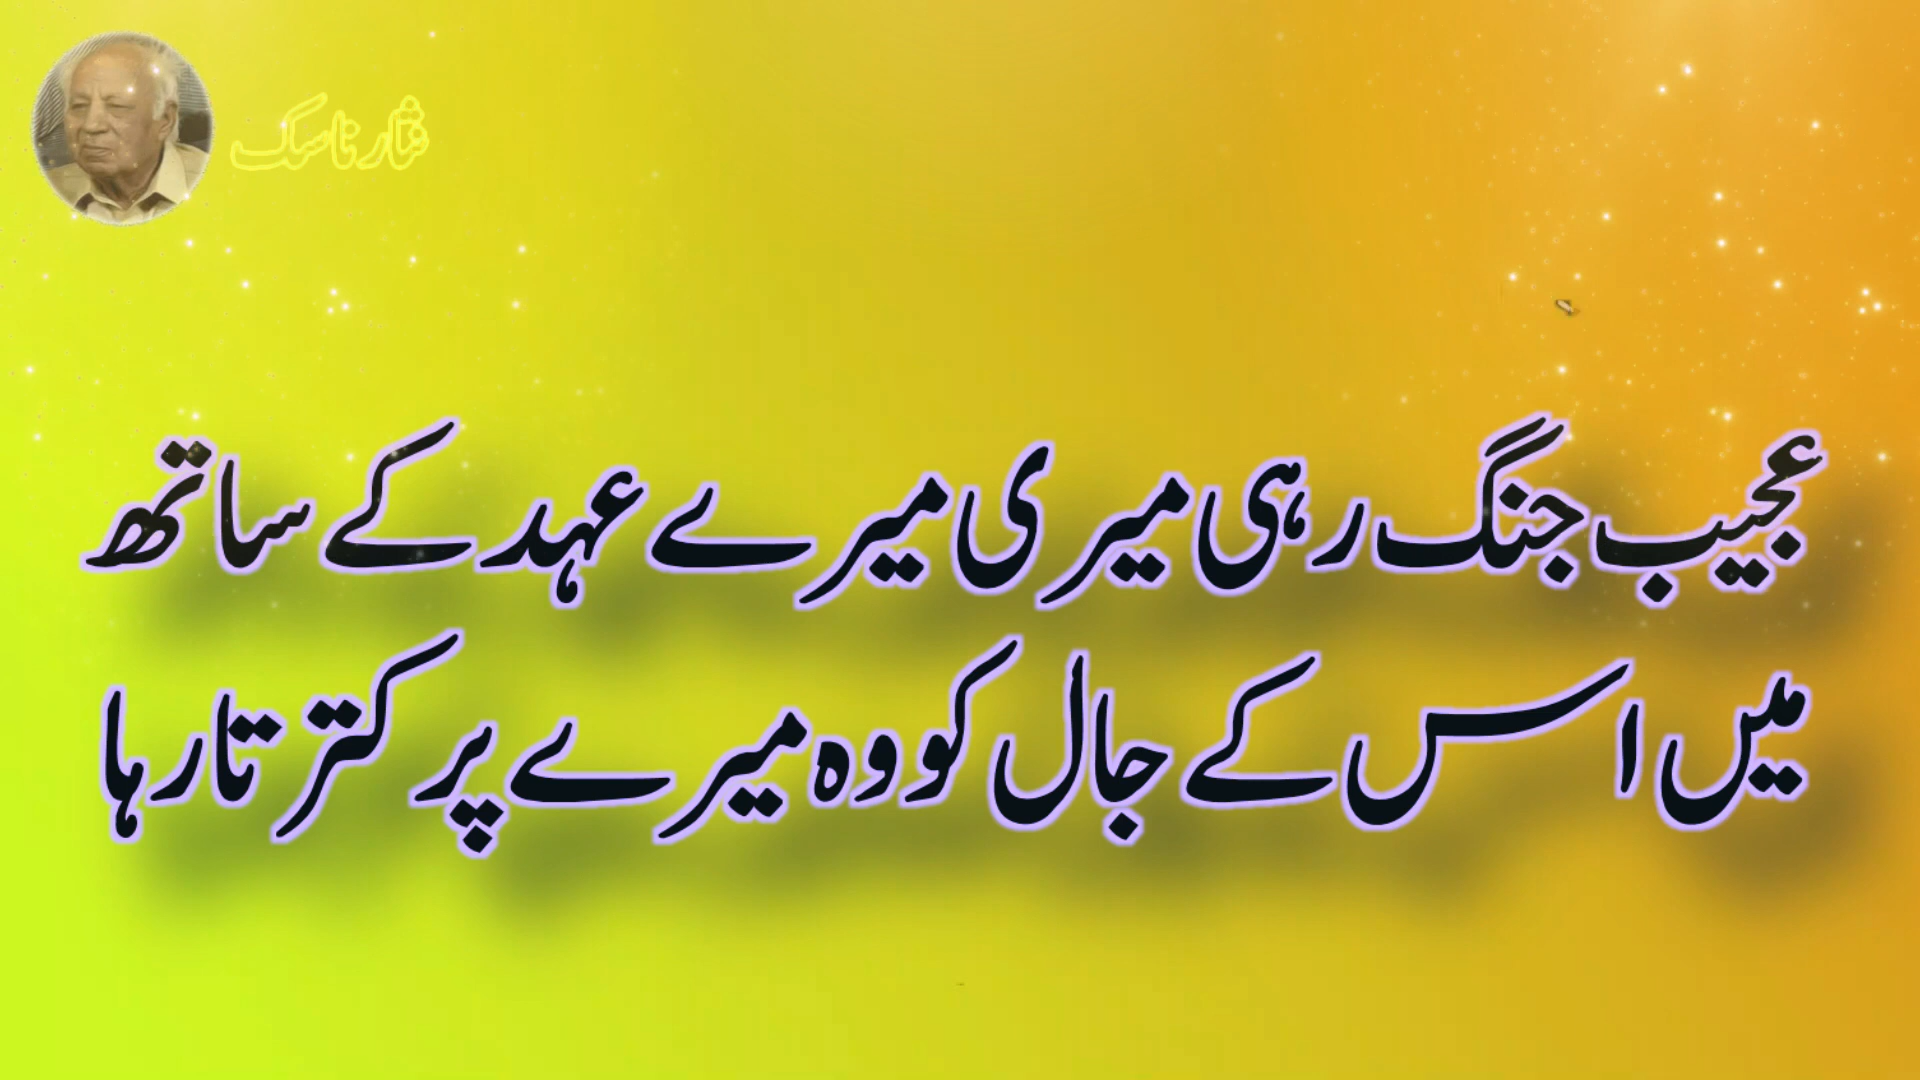 نثار ناسک
عجیب جنگ رہی میری میرے عہد کے ساتھ
میں اس کے جال کو وہ میرے پر کترتا رہا